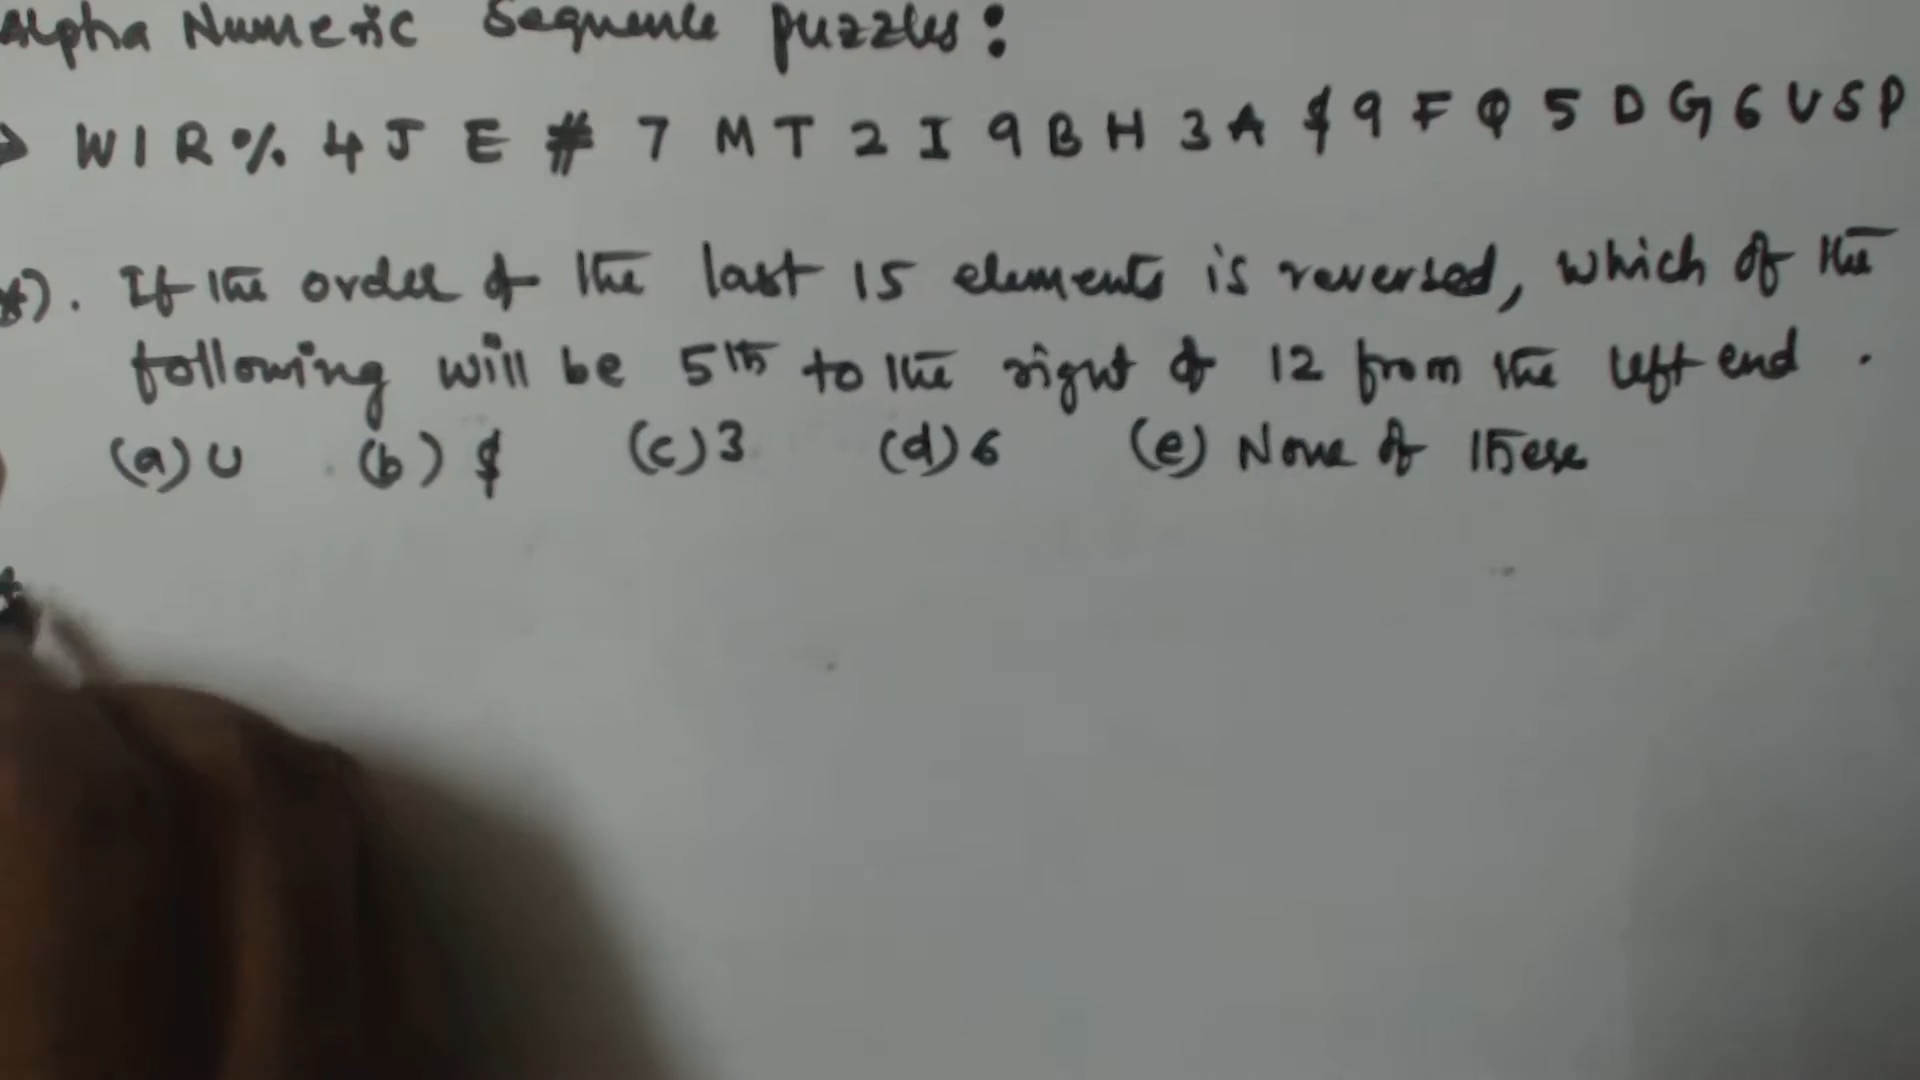 Alpha Numeric Sequence puzzles:
W 1 R % 4 J E # 7 M T 2 I 9 B H 3 A $ 9 F Q 5 D G 6 U S P
*). If the order of the last 15 elements is reversed, which of the
following will be 5th to the right of 12 from the left end .
(a) U (b) $ (c) 3 (d) 6 (e) None of these